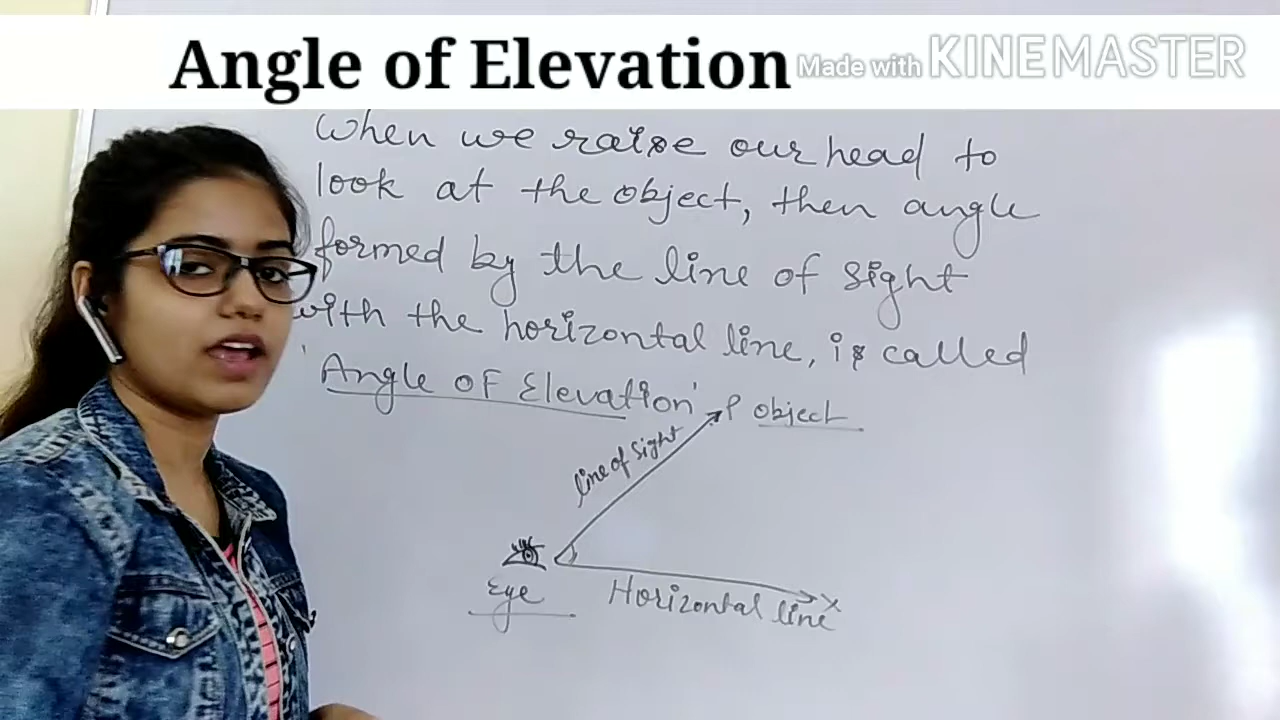 Angle of Elevation
Made with KINEMASTER
When we raise our head to
look at the object, then angle
formed by the line of sight
with the horizontal line, is called
'Angle OF Elevation'
P object
line of sight
Eye
Horizontal line
X